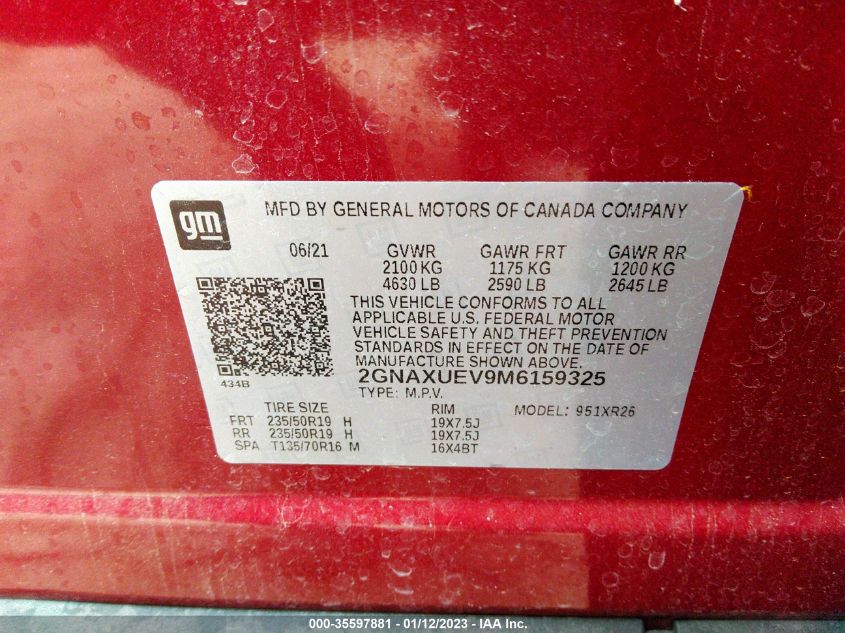 gm
MFD BY GENERAL MOTORS OF CANADA COMPANY
06/21 GVWR GAWR FRT GAWR RR
2100 KG 1175 KG 1200 KG
4630 LB 2590 LB 2645 LB
THIS VEHICLE CONFORMS TO ALL
APPLICABLE U.S. FEDERAL MOTOR
VEHICLE SAFETY AND THEFT PREVENTION
STANDARDS IN EFFECT ON THE DATE OF
MANUFACTURE SHOWN ABOVE.
434B
2GNAXUEV9M6159325
TYPE: M.P.V.
TIRE SIZE RIM MODEL: 951XR26
FRT 235/50R19 H 19X7.5J
RR 235/50R19 H 19X7.5J
SPA T135/70R16 M 16X4BT
000-35597881 / 01/12/2023 - IAA Inc.